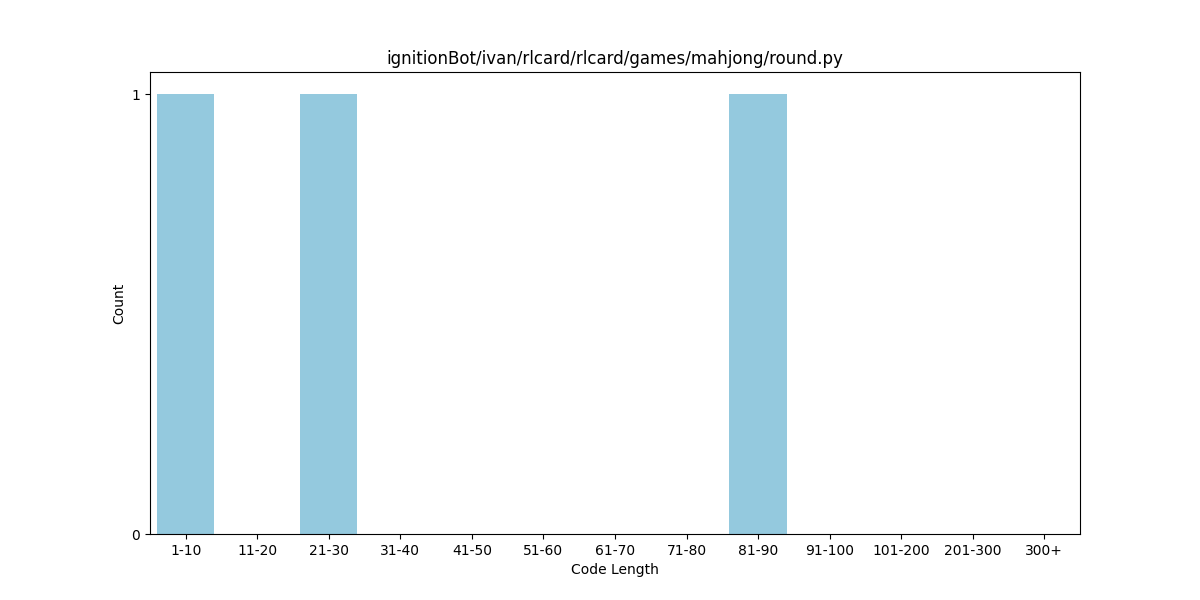 ignitionBot/ivan/rlcard/rlcard/games/mahjong/round.py
1
Count
0
1-10 11-20 21-30 31-40 41-50 51-60 61-70 71-80 81-90 91-100 101-200 201-300 300+
Code Length